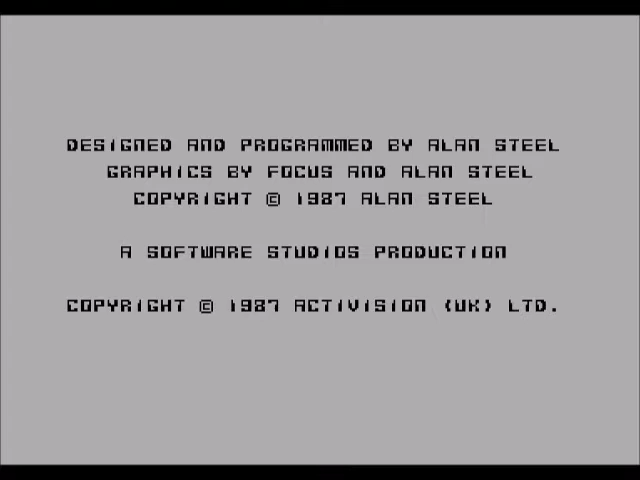 DESIGNED AND PROGRAMMED BY ALAN STEEL
GRAPHICS BY FOCUS AND ALAN STEEL
COPYRIGHT © 1987 ALAN STEEL
A SOFTWARE STUDIOS PRODUCTION
COPYRIGHT © 1987 ACTIVISION (UK) LTD.